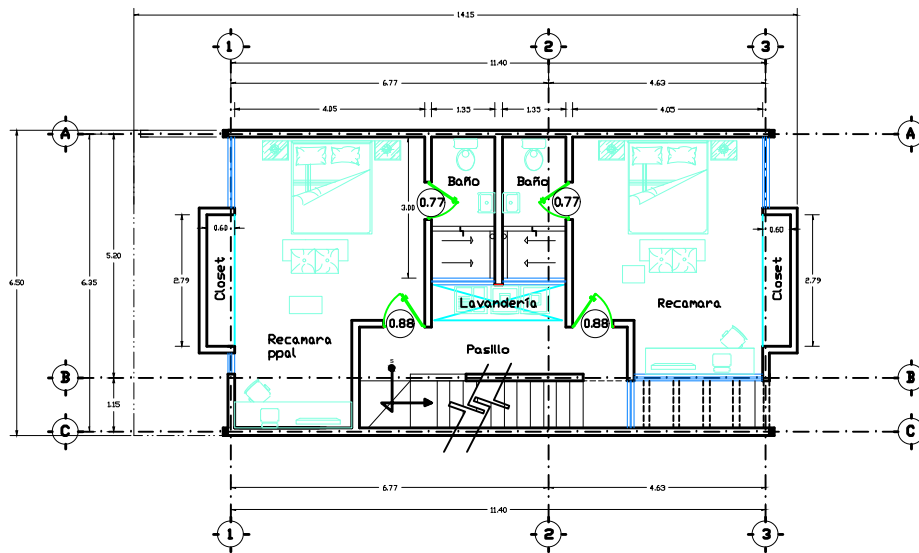 14.15
1
2
3
11.40
6.77
4.63
4.05
1.35
1.35
4.05
A
A
Baño
Baño
0.77
0.77
3.00
0.60
0.60
6.50
6.35
5.20
2.79
Closet
Closet
2.79
Lavandería
Recamara
0.88
0.88
Recamara
ppal
Pasillo
S
B
B
1.15
C
C
6.77
4.63
11.40
1
2
3